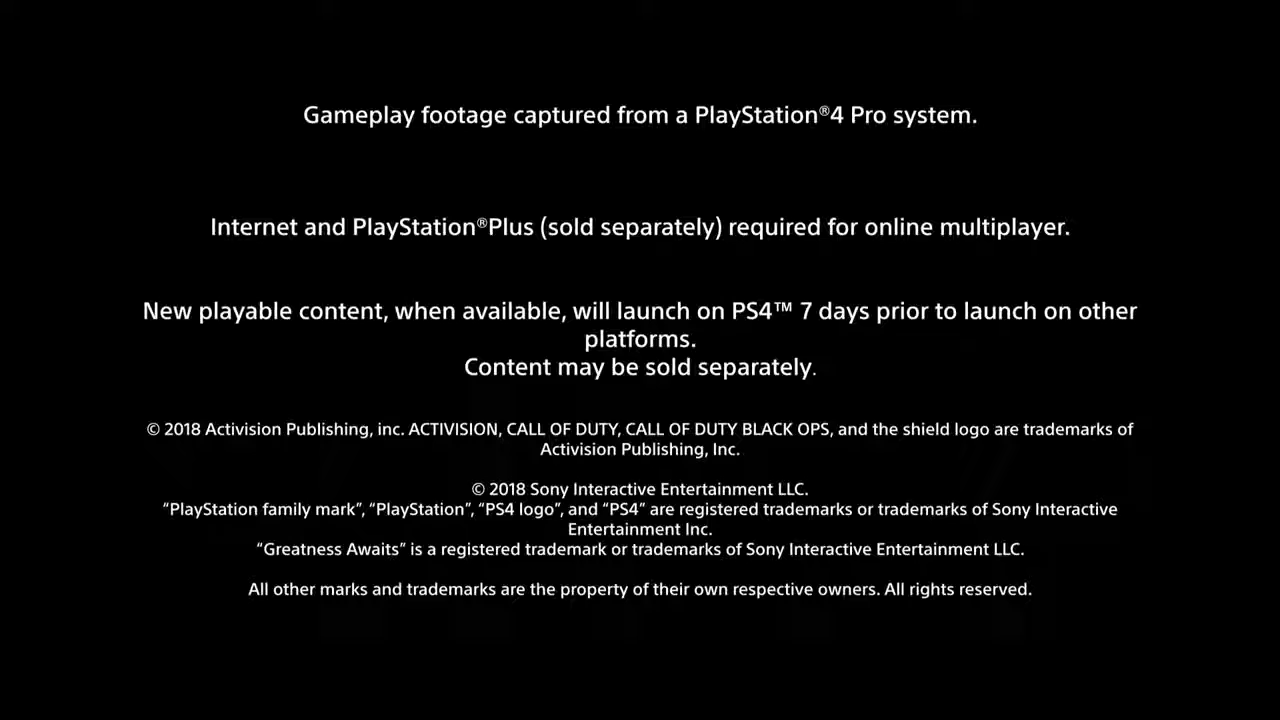 Gameplay footage captured from a PlayStation®4 Pro system.
Internet and PlayStation®Plus (sold separately) required for online multiplayer.
New playable content, when available, will launch on PS4™ 7 days prior to launch on other
platforms.
Content may be sold separately.
© 2018 Activision Publishing, inc. ACTIVISION, CALL OF DUTY, CALL OF DUTY BLACK OPS, and the shield logo are trademarks of
Activision Publishing, Inc.
© 2018 Sony Interactive Entertainment LLC.
“PlayStation family mark”, “PlayStation”, “PS4 logo”, and “PS4” are registered trademarks or trademarks of Sony Interactive
Entertainment Inc.
“Greatness Awaits” is a registered trademark or trademarks of Sony Interactive Entertainment LLC.
All other marks and trademarks are the property of their own respective owners. All rights reserved.